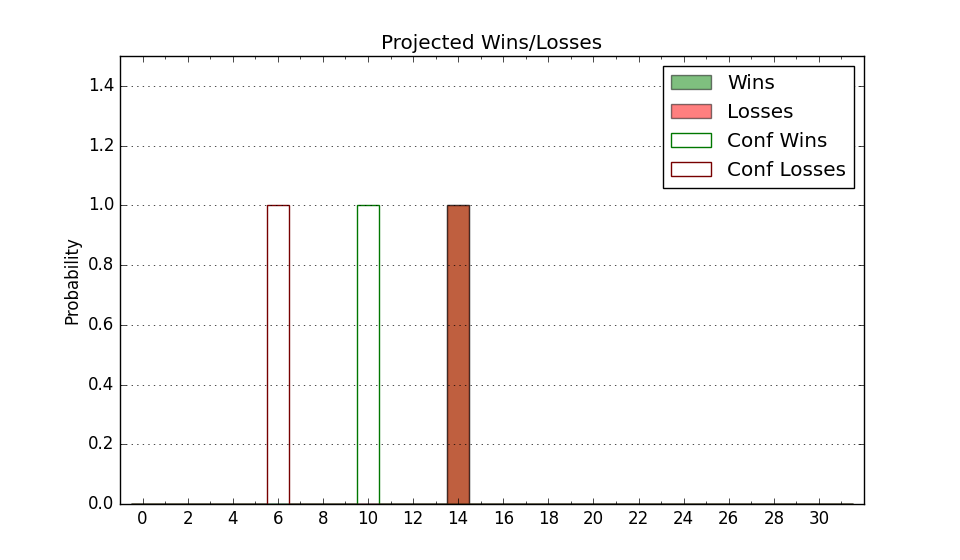 Projected Wins/Losses
Wins
Losses
Conf Wins
Conf Losses
Probability
1.4
1.2
1.0
0.8
0.6
0.4
0.2
0.0
0 2 4 6 8 10 12 14 16 18 20 22 24 26 28 30